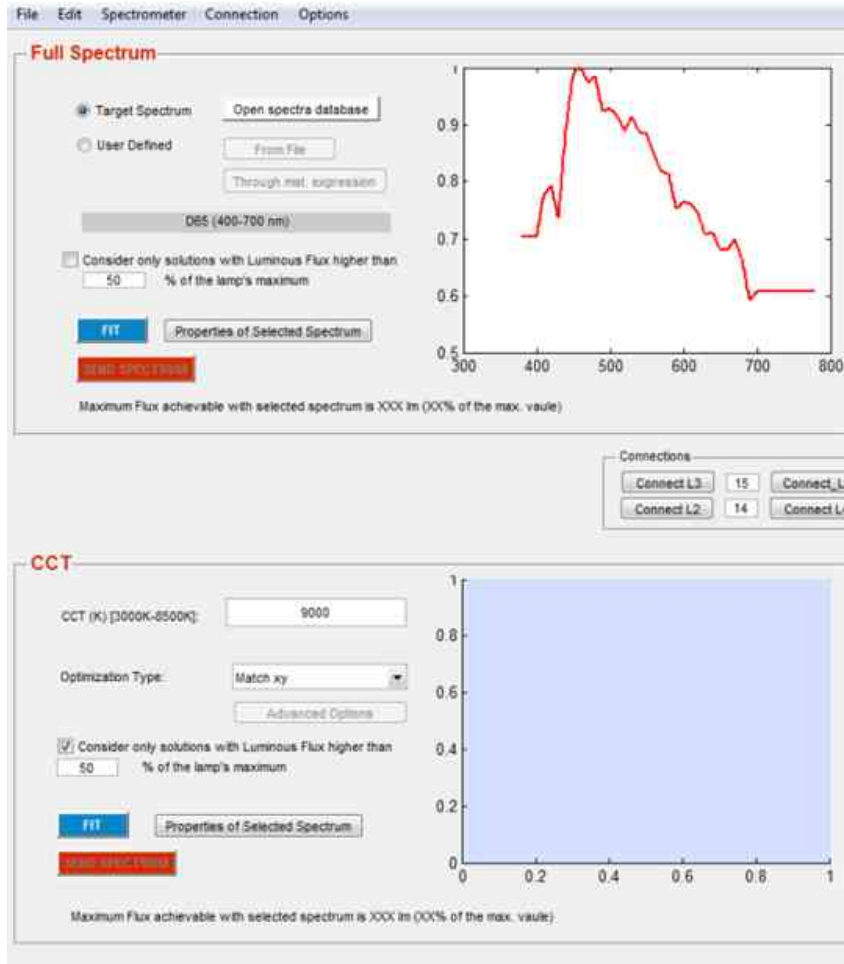 File Edit Spectrometer Connection Options
Full Spectrum
Target Spectrum Open spectra database
User Defined From File
Through mat. expression
D65 (400-700 nm)
Consider only solutions with Luminous Flux higher than
50 % of the lamp's maximum
FIT Properties of Selected Spectrum
SEND SPECTRUM
Maximum Flux achievable with selected spectrum is XXX lm (XX% of the max. vaule)
1
0.9
0.8
0.7
0.6
0.5
300 400 500 600 700 800
Connections
Connect L3 15 Connect_L
Connect L2 14 Connect L
CCT
CCT (K) [3000K-8500K]: 9000
Optimization Type: Match xy
Advanced Options
Consider only solutions with Luminous Flux higher than
50 % of the lamp's maximum
FIT Properties of Selected Spectrum
SEND SPECTRUM
Maximum Flux achievable with selected spectrum is XXX lm (XX% of the max. vaule)
1
0.8
0.6
0.4
0.2
0
0 0.2 0.4 0.6 0.8 1